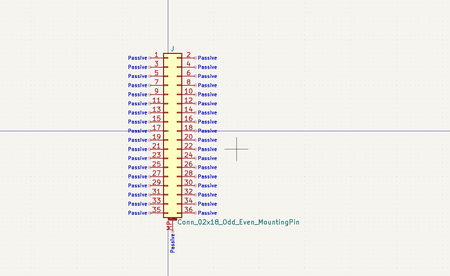 J
Passive 1 2 Passive
Passive 3 4 Passive
Passive 5 6 Passive
Passive 7 8 Passive
Passive 9 10 Passive
Passive 11 12 Passive
Passive 13 14 Passive
Passive 15 16 Passive
Passive 17 18 Passive
Passive 19 20 Passive
Passive 21 22 Passive
Passive 23 24 Passive
Passive 25 26 Passive
Passive 27 28 Passive
Passive 29 30 Passive
Passive 31 32 Passive
Passive 33 34 Passive
Passive 35 36 Passive
Conn_02x18_Odd_Even_MountingPin
Passive